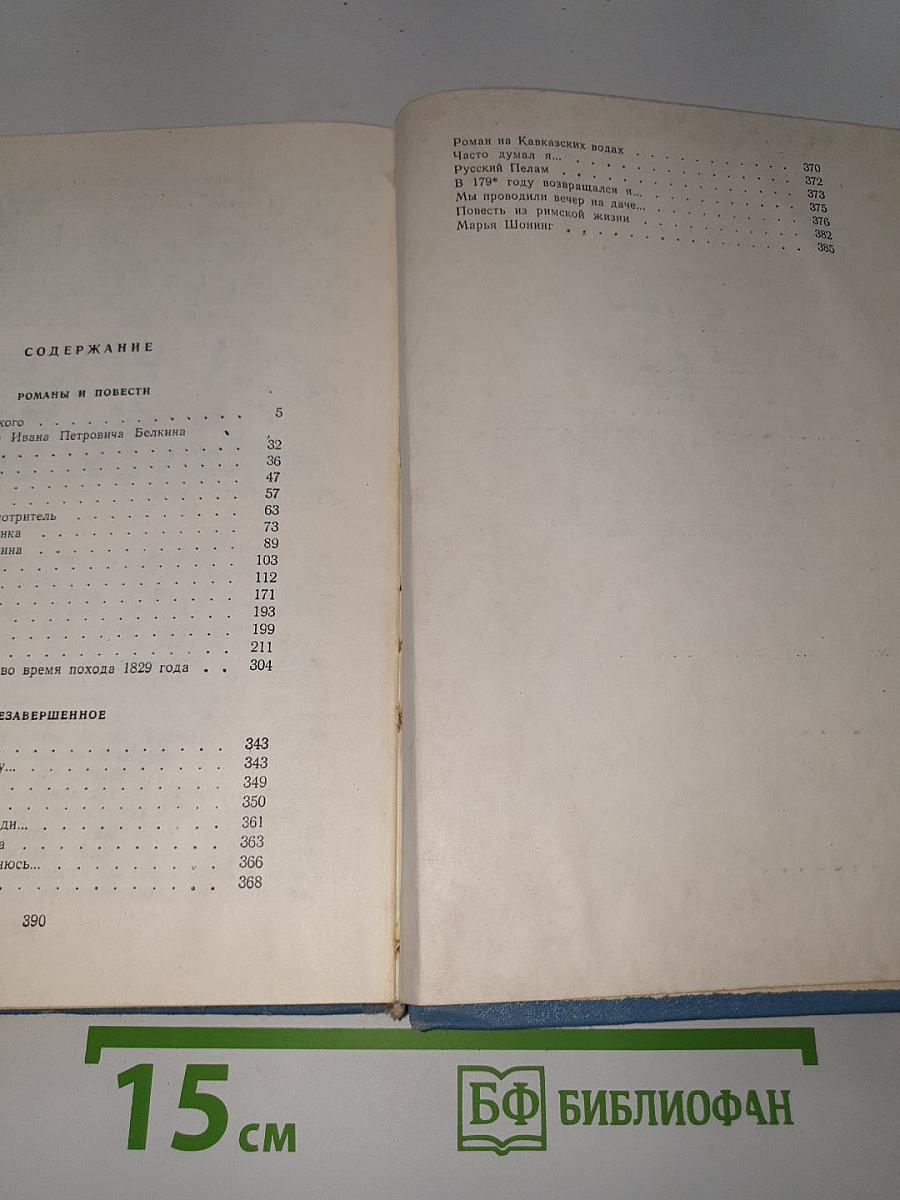 СОДЕРЖАНИЕ
РОМАНЫ И ПОВЕСТИ
кого . . . . . . . . . . . . 5
Ивана Петровича Белкина
. . . . . . . . . . . . . . 32
. . . . . . . . . . . . . . 36
. . . . . . . . . . . . . . 47
. . . . . . . . . . . . . . 57
отритель . . . . . . . . . 63
нка . . . . . . . . . . . . 73
ина . . . . . . . . . . . . 89
. . . . . . . . . . . . . . 103
. . . . . . . . . . . . . . 112
. . . . . . . . . . . . . . 171
. . . . . . . . . . . . . . 193
. . . . . . . . . . . . . . 199
. . . . . . . . . . . . . . 211
во время похода 1829 года . . 304
ЕЗАВЕРШЕННОЕ
. . . . . . . . . . . . 343
у... . . . . . . . . . . 343
. . . . . . . . . . . . 349
. . . . . . . . . . . . 350
ди... . . . . . . . . . 361
а . . . . . . . . . . . 363
нюсь... . . . . . . . . 366
. . . . . . . . . . . . 368
390
Роман на Кавказских водах . . . . . . . . . 370
Часто думал я... . . . . . . . . . . . . 372
Русский Пелам . . . . . . . . . . . . . 373
В 179* году возвращался я... . . . . . . . . 375
Мы проводили вечер на даче... . . . . . . . . 376
Повесть из римской жизни . . . . . . . . . 382
Марья Шонинг . . . . . . . . . . . . . 385
15 см
БФ БИБЛИОФАН